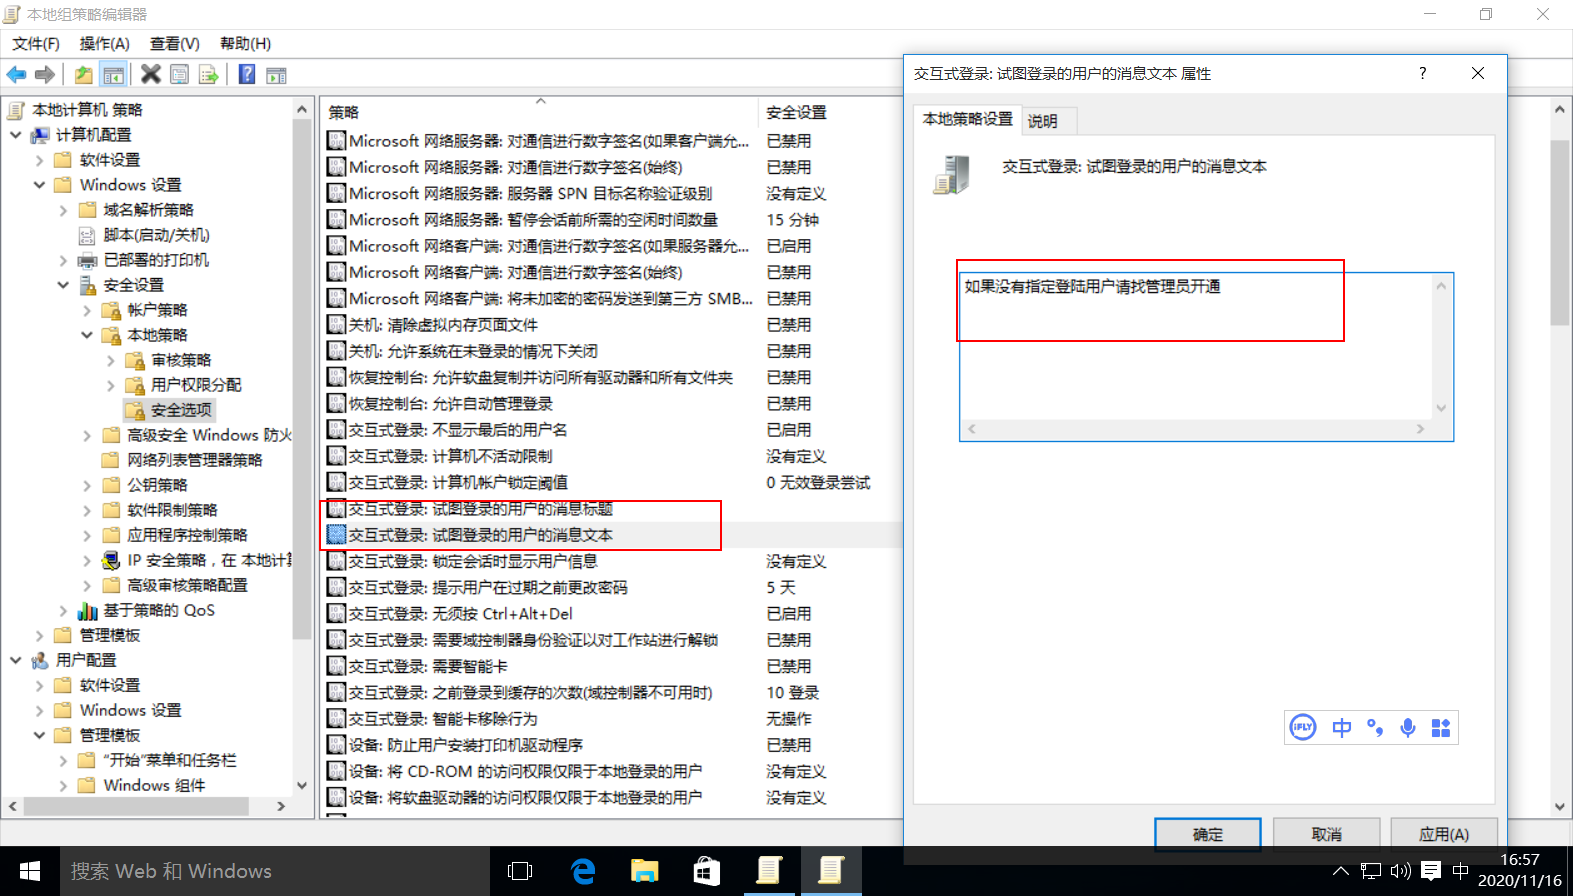 本地组策略编辑器
文件(F) 操作(A) 查看(V) 帮助(H)
本地计算机 策略
计算机配置
软件设置
Windows 设置
域名解析策略
脚本(启动/关机)
已部署的打印机
安全设置
帐户策略
本地策略
审核策略
用户权限分配
安全选项
高级安全 Windows 防火
网络列表管理器策略
公钥策略
软件限制策略
应用程序控制策略
IP 安全策略，在 本地计
高级审核策略配置
基于策略的 QoS
管理模板
用户配置
软件设置
Windows 设置
管理模板
"开始"菜单和任务栏
Windows 组件
策略 安全设置
Microsoft 网络服务器: 对通信进行数字签名(如果客户端允... 已禁用
Microsoft 网络服务器: 对通信进行数字签名(始终) 已禁用
Microsoft 网络服务器: 服务器 SPN 目标名称验证级别 没有定义
Microsoft 网络服务器: 暂停会话前所需的空闲时间数量 15 分钟
Microsoft 网络客户端: 对通信进行数字签名(如果服务器允... 已启用
Microsoft 网络客户端: 对通信进行数字签名(始终) 已禁用
Microsoft 网络客户端: 将未加密的密码发送到第三方 SMB... 已禁用
关机: 清除虚拟内存页面文件 已禁用
关机: 允许系统在未登录的情况下关闭 已禁用
恢复控制台: 允许软盘复制并访问所有驱动器和所有文件夹 已禁用
恢复控制台: 允许自动管理登录 已禁用
交互式登录: 不显示最后的用户名 已启用
交互式登录: 计算机不活动限制 没有定义
交互式登录: 计算机帐户锁定阈值 0 无效登录尝试
交互式登录: 试图登录的用户的消息标题
交互式登录: 试图登录的用户的消息文本
交互式登录: 锁定会话时显示用户信息 没有定义
交互式登录: 提示用户在过期之前更改密码 5 天
交互式登录: 无须按 Ctrl+Alt+Del 已启用
交互式登录: 需要域控制器身份验证以对工作站进行解锁 已禁用
交互式登录: 需要智能卡 已禁用
交互式登录: 之前登录到缓存的次数(域控制器不可用时) 10 登录
交互式登录: 智能卡移除行为 无操作
设备: 防止用户安装打印机驱动程序 已禁用
设备: 将 CD-ROM 的访问权限仅限于本地登录的用户 没有定义
设备: 将软盘驱动器的访问权限仅限于本地登录的用户 没有定义
交互式登录: 试图登录的用户的消息文本 属性
本地策略设置 说明
交互式登录: 试图登录的用户的消息文本
如果没有指定登陆用户请找管理员开通
iFLY 中
确定 取消 应用(A)
搜索 Web 和 Windows
中
16:57
2020/11/16